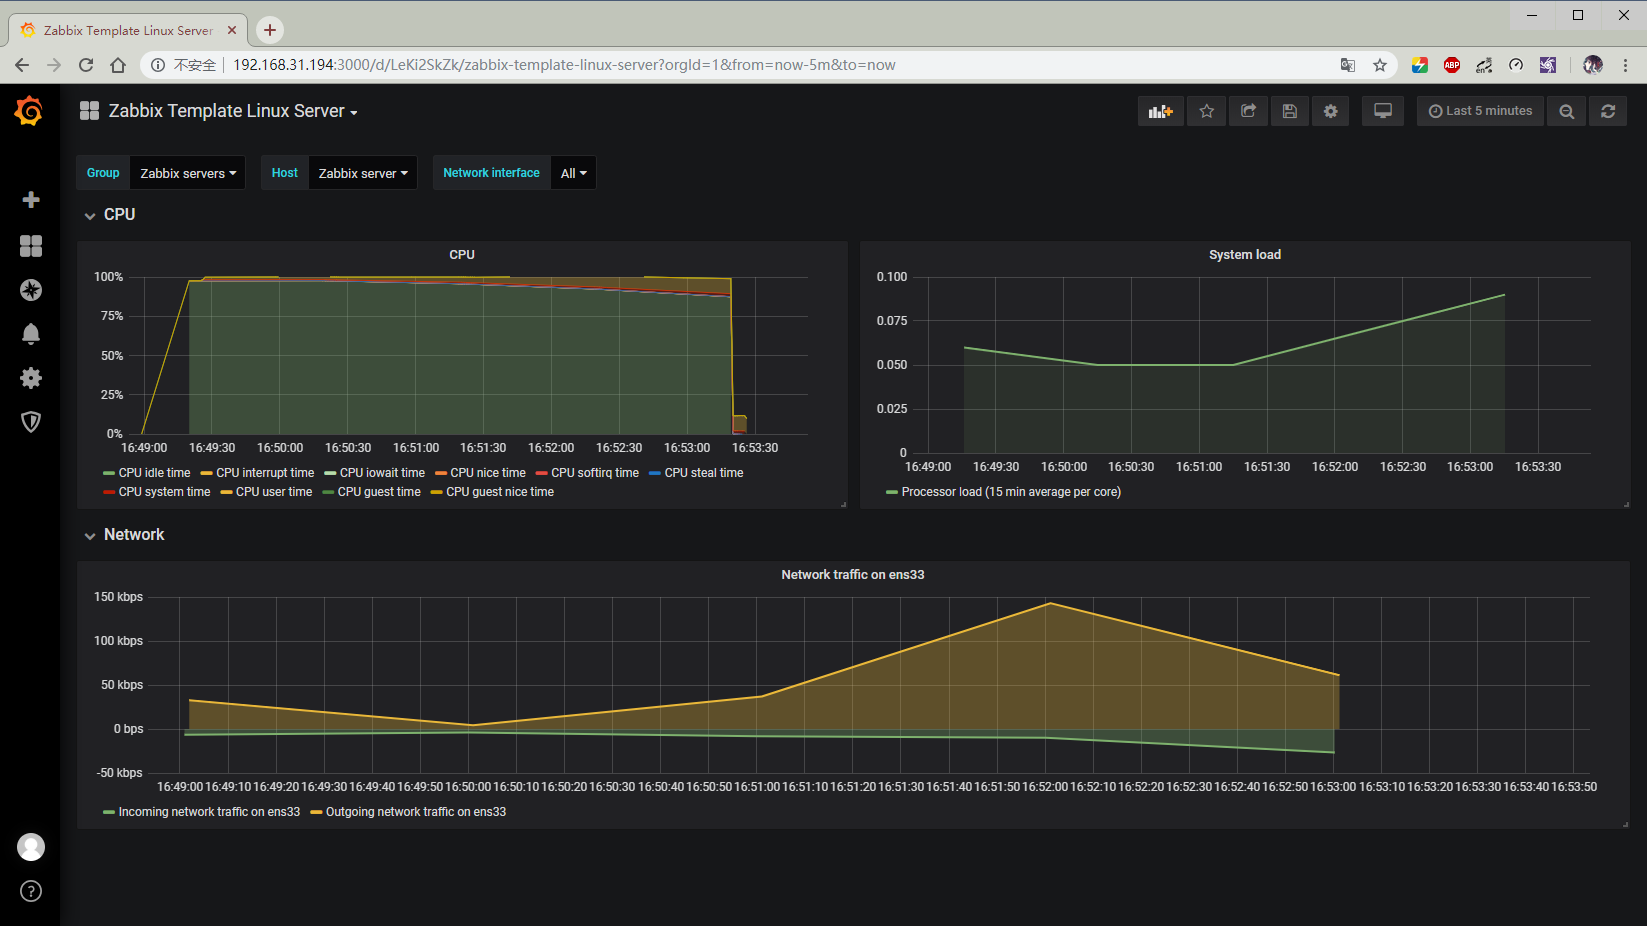 Zabbix Template Linux Server
不安全 192.168.31.194:3000/d/LeKi2SkZk/zabbix-template-linux-server?orgId=1&from=now-5m&to=now
ABP
en
Zabbix Template Linux Server
Last 5 minutes
Group Zabbix servers Host Zabbix server Network interface All
CPU
CPU
100%
75%
50%
25%
0%
16:49:00 16:49:30 16:50:00 16:50:30 16:51:00 16:51:30 16:52:00 16:52:30 16:53:00 16:53:30
CPU idle time CPU interrupt time CPU iowait time CPU nice time CPU softirq time CPU steal time
CPU system time CPU user time CPU guest time CPU guest nice time
System load
0.100
0.075
0.050
0.025
0
16:49:00 16:49:30 16:50:00 16:50:30 16:51:00 16:51:30 16:52:00 16:52:30 16:53:00 16:53:30
Processor load (15 min average per core)
Network
Network traffic on ens33
150 kbps
100 kbps
50 kbps
0 bps
-50 kbps
16:49:00 16:49:10 16:49:20 16:49:30 16:49:40 16:49:50 16:50:00 16:50:10 16:50:20 16:50:30 16:50:40 16:50:50 16:51:00 16:51:10 16:51:20 16:51:30 16:51:40 16:51:50 16:52:00 16:52:10 16:52:20 16:52:30 16:52:40 16:52:50 16:53:00 16:53:10 16:53:20 16:53:30 16:53:40 16:53:50
Incoming network traffic on ens33 Outgoing network traffic on ens33